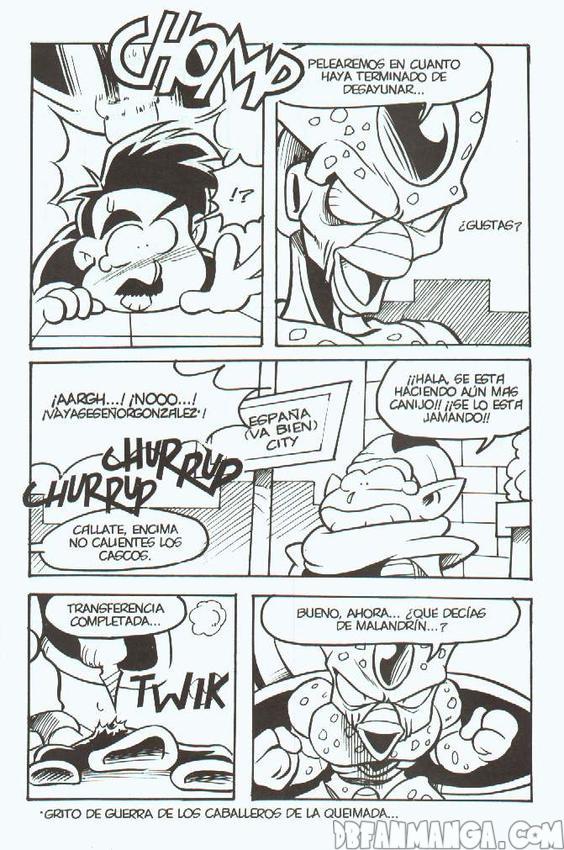 CHOMP
PELEAREMOS EN CUANTO
HAYA TERMINADO DE
DESAYUNAR...
!?
¿GUSTAS?
¡AARGH...! ¡NOOO...!
¡VAYASESEÑORGONZALEZ*!
ESPAÑA
(VA BIEN)
CITY
¡¡HALA, SE ESTA
HACIENDO AÚN MAS
CANIJO!! ¡¡SE LO ESTA
JAMANDO!!
CHURRUP
CHURRUP
CÁLLATE, ENCIMA
NO CALIENTES LOS
CASCOS.
TRANSFERENCIA
COMPLETADA...
TWIK
BUENO, AHORA... ¿QUE DECÍAS
DE MALANDRÍN...?
*GRITO DE GUERRA DE LOS CABALLEROS DE LA QUEIMADA...
DBFANMANGA.COM